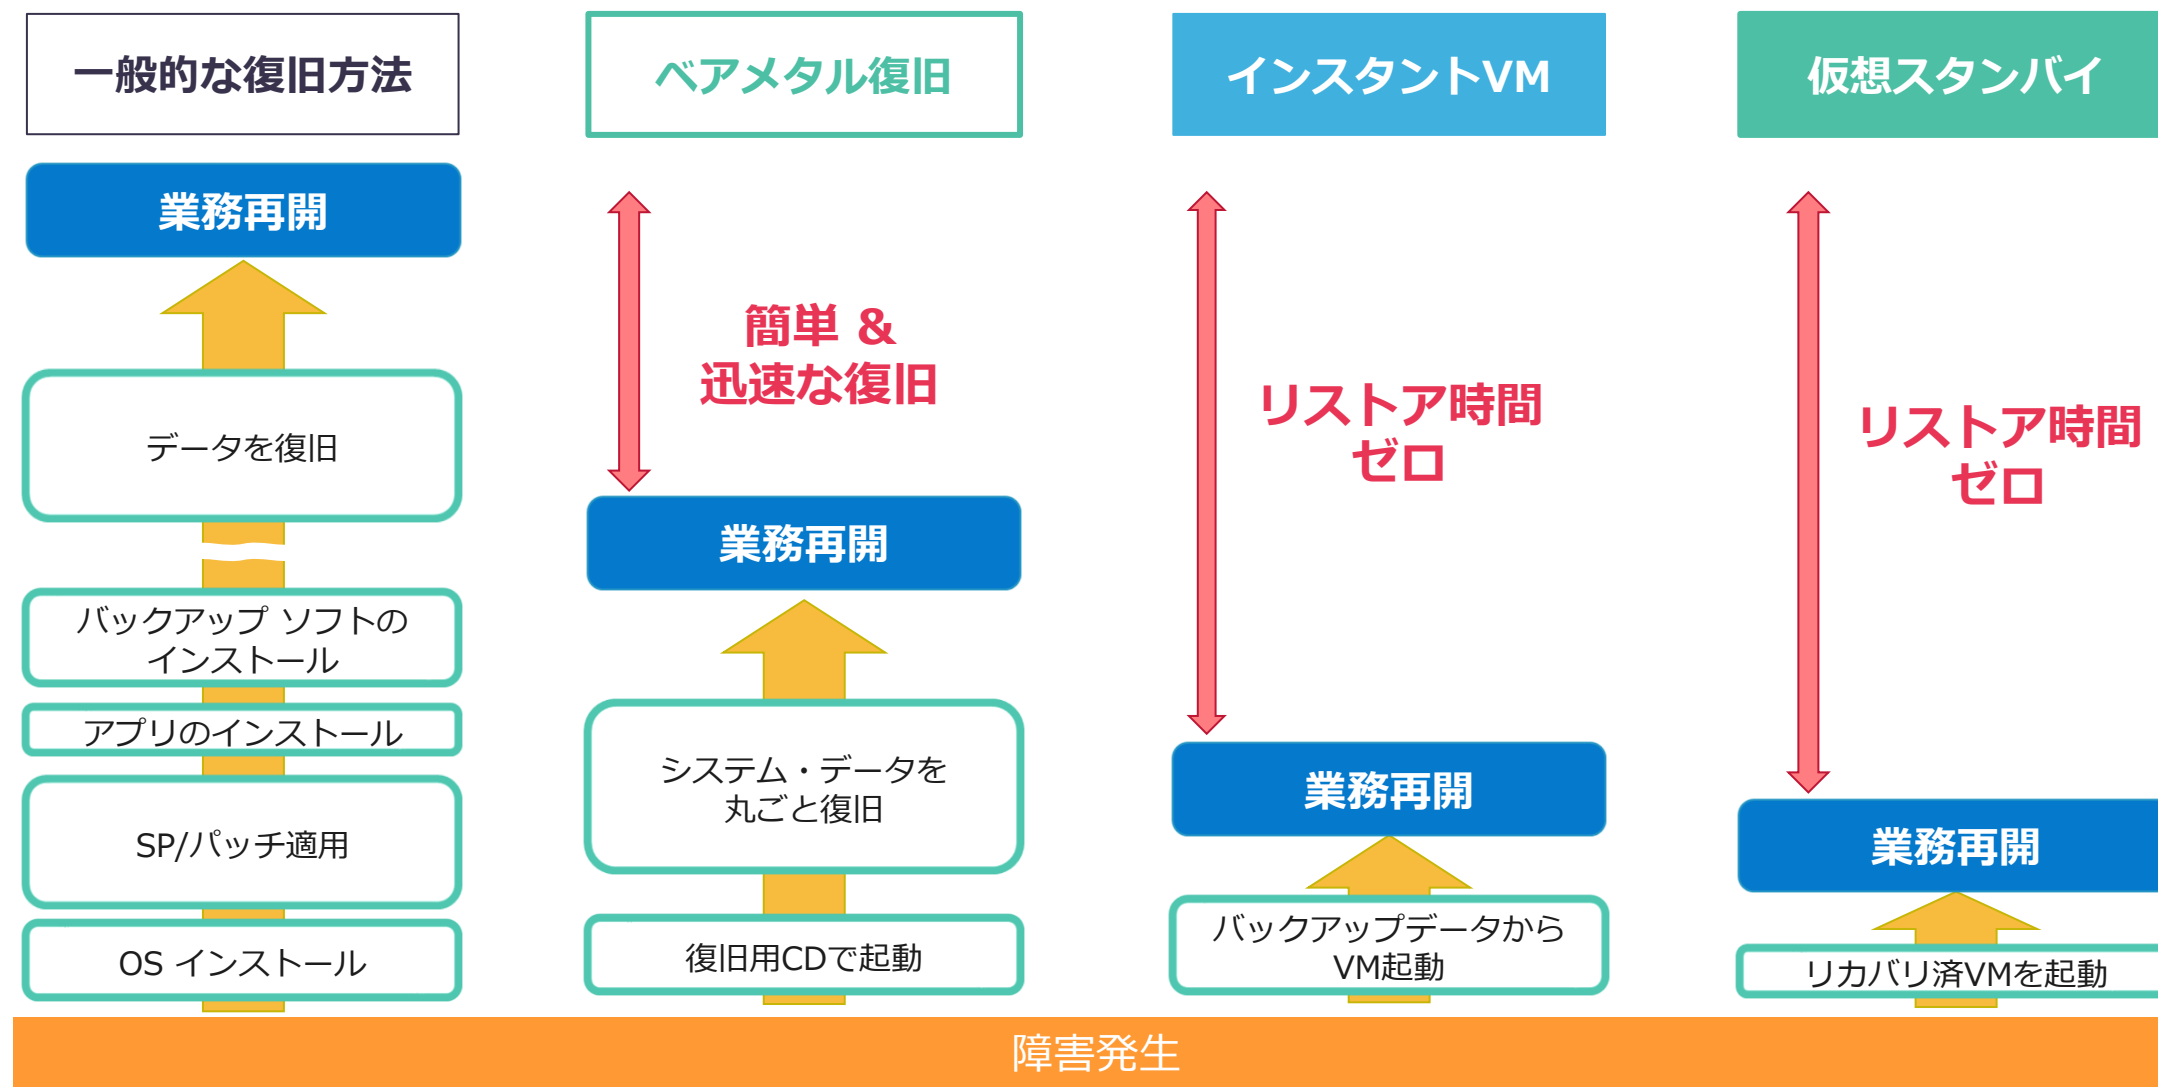 一般的な復旧方法
業務再開
データを復旧
バックアップ ソフトの
インストール
アプリのインストール
SP/パッチ適用
OS インストール
ベアメタル復旧
簡単 &
迅速な復旧
業務再開
システム・データを
丸ごと復旧
復旧用CDで起動
インスタントVM
リストア時間
ゼロ
業務再開
バックアップデータから
VM起動
仮想スタンバイ
リストア時間
ゼロ
業務再開
リカバリ済VMを起動
障害発生